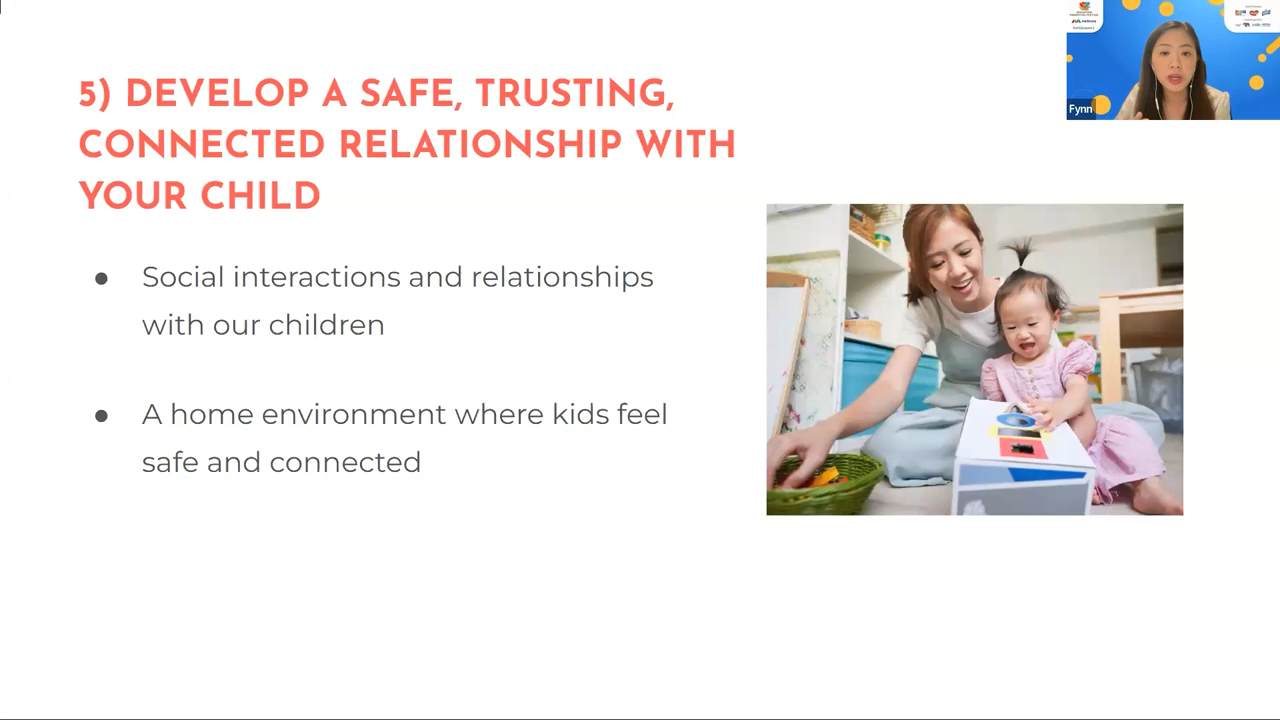 5) DEVELOP A SAFE, TRUSTING,
CONNECTED RELATIONSHIP WITH
YOUR CHILD
● Social interactions and relationships
with our children
● A home environment where kids feel
safe and connected
Fynn